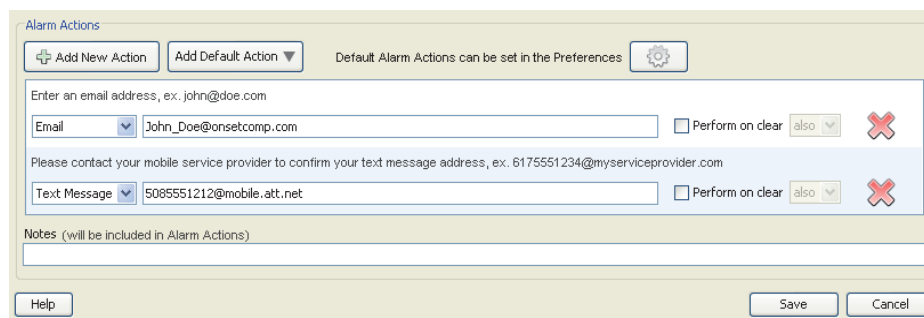 Alarm Actions
Add New Action Add Default Action Default Alarm Actions can be set in the Preferences
Enter an email address, ex. john@doe.com
Email John_Doe@onsetcomp.com Perform on clear also
Please contact your mobile service provider to confirm your text message address, ex. 6175551234@myserviceprovider.com
Text Message 5085551212@mobile.att.net Perform on clear also
Notes (will be included in Alarm Actions)
Help Save Cancel